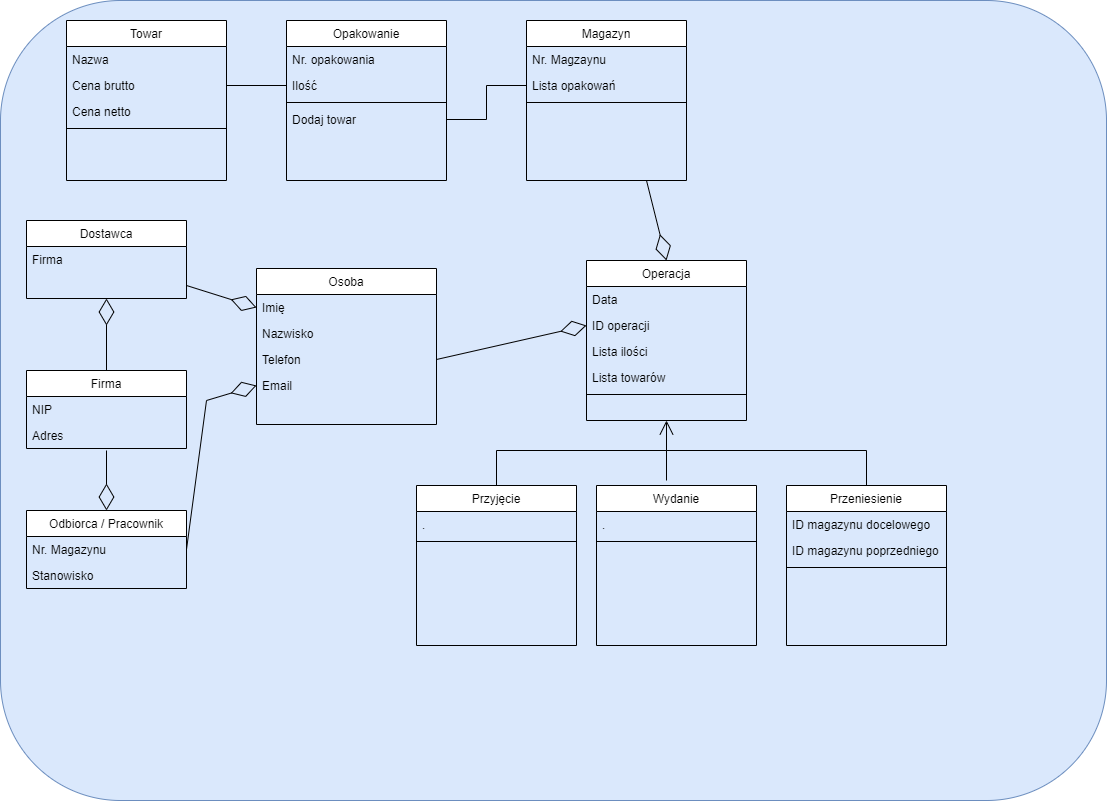 Towar
Nazwa
Cena brutto
Cena netto
Opakowanie
Nr. opakowania
Ilość
Dodaj towar
Magazyn
Nr. Magzaynu
Lista opakowań
Dostawca
Firma
Osoba
Imię
Nazwisko
Telefon
Email
Operacja
Data
ID operacji
Lista ilości
Lista towarów
Firma
NIP
Adres
Odbiorca / Pracownik
Nr. Magazynu
Stanowisko
Przyjęcie
.
Wydanie
.
Przeniesienie
ID magazynu docelowego
ID magazynu poprzedniego